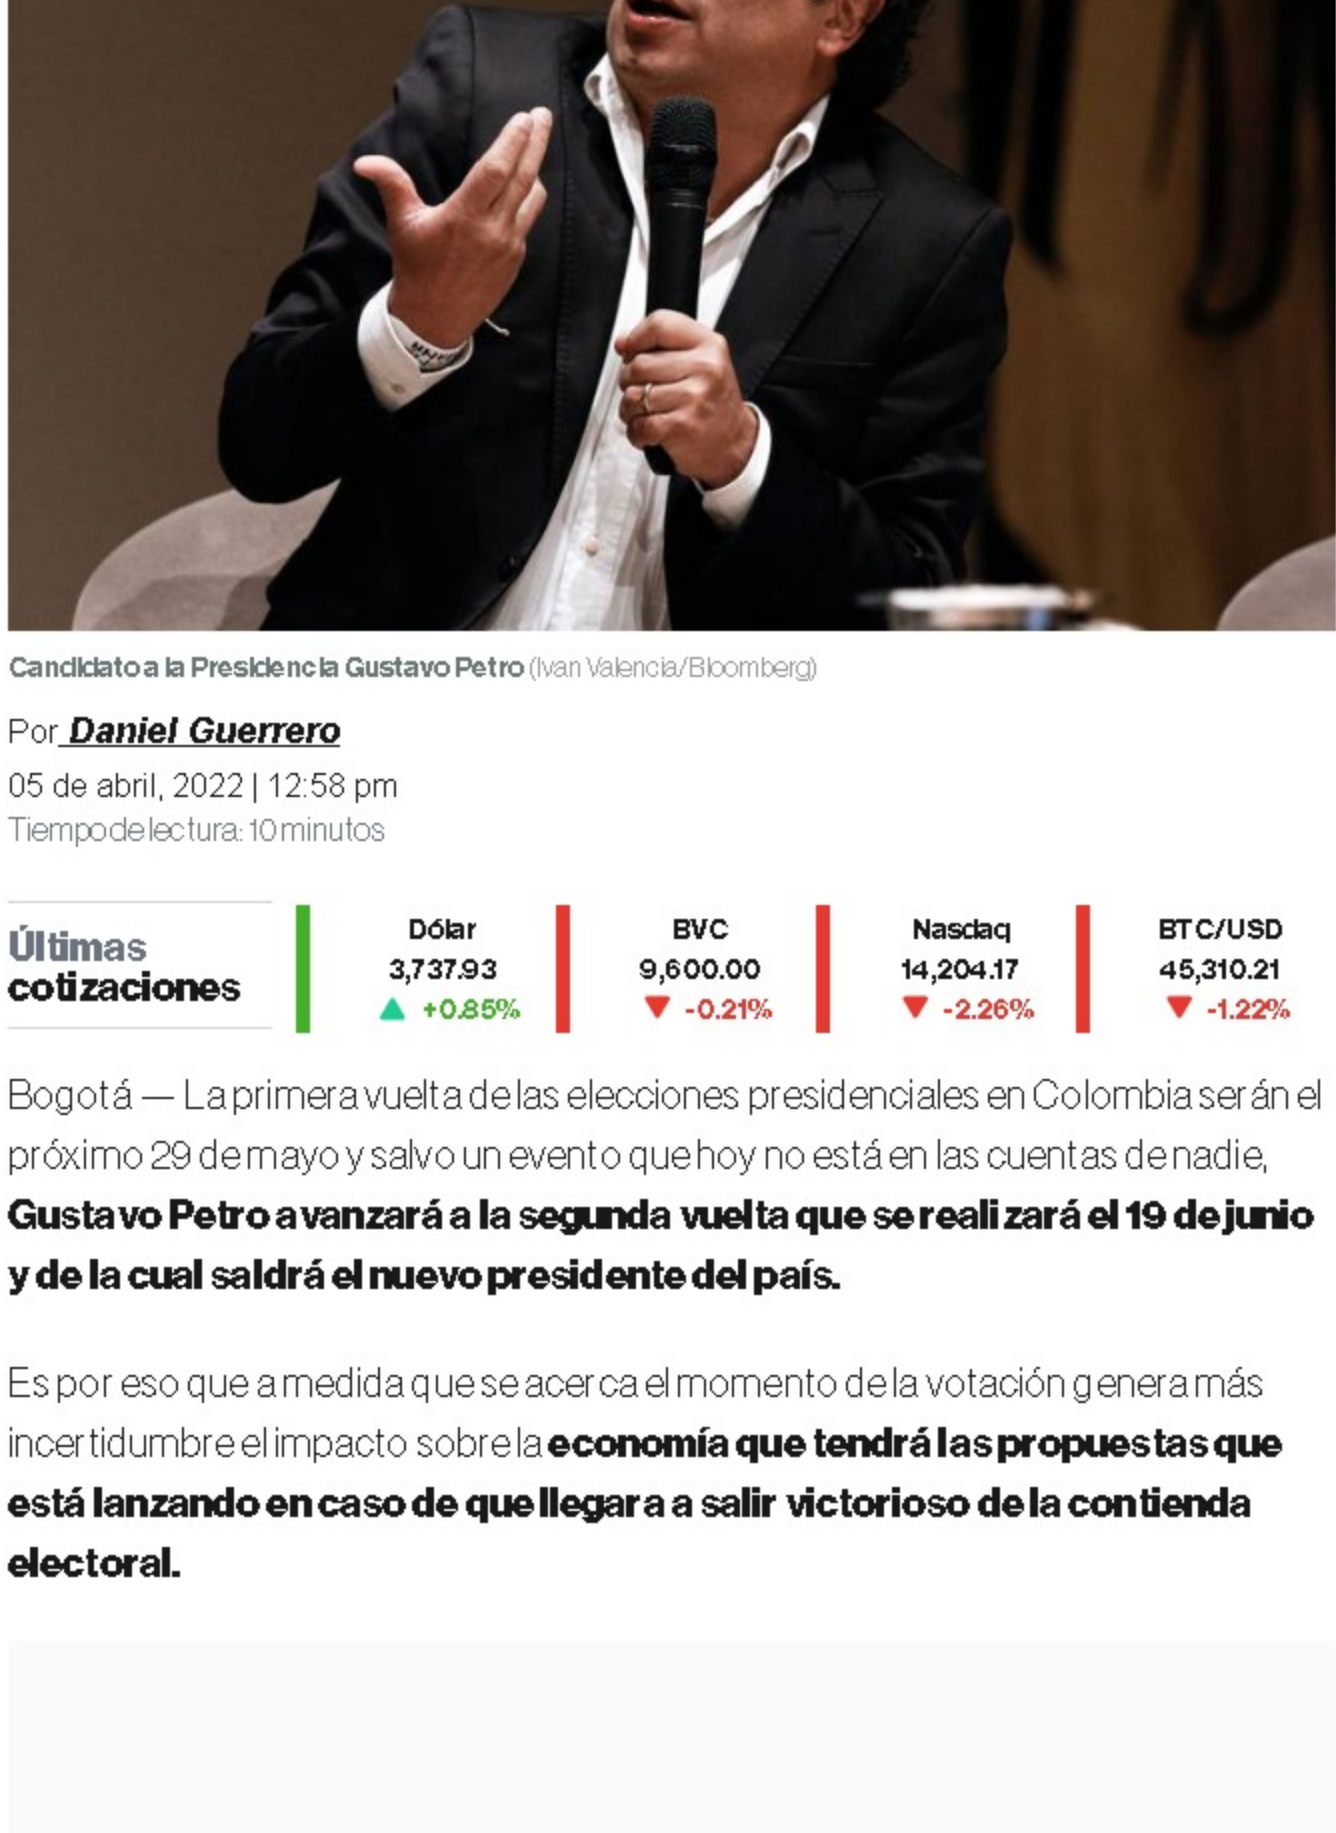 Candidato a la Presidencia Gustavo Petro (Ivan Valencia/Bloomberg)
Por Daniel Guerrero
05 de abril, 2022 | 12:58 pm
Tiempo de lectura: 10 minutos
Últimas
cotizaciones
Dólar
3,737.93
▲ +0.85%
BVC
9,600.00
▼ -0.21%
Nasdaq
14,204.17
▼ -2.26%
BTC/USD
45,310.21
▼ -1.22%
Bogotá — La primera vuelta de las elecciones presidenciales en Colombia serán el
próximo 29 de mayo y salvo un evento que hoy no está en las cuentas de nadie,
Gustavo Petro avanzará a la segunda vuelta que se realizará el 19 de junio
y de la cual saldrá el nuevo presidente del país.
Es por eso que a medida que se acerca el momento de la votación genera más
incertidumbre el impacto sobre la economía que tendrá las propuestas que
está lanzando en caso de que llegara a salir victorioso de la contienda
electoral.